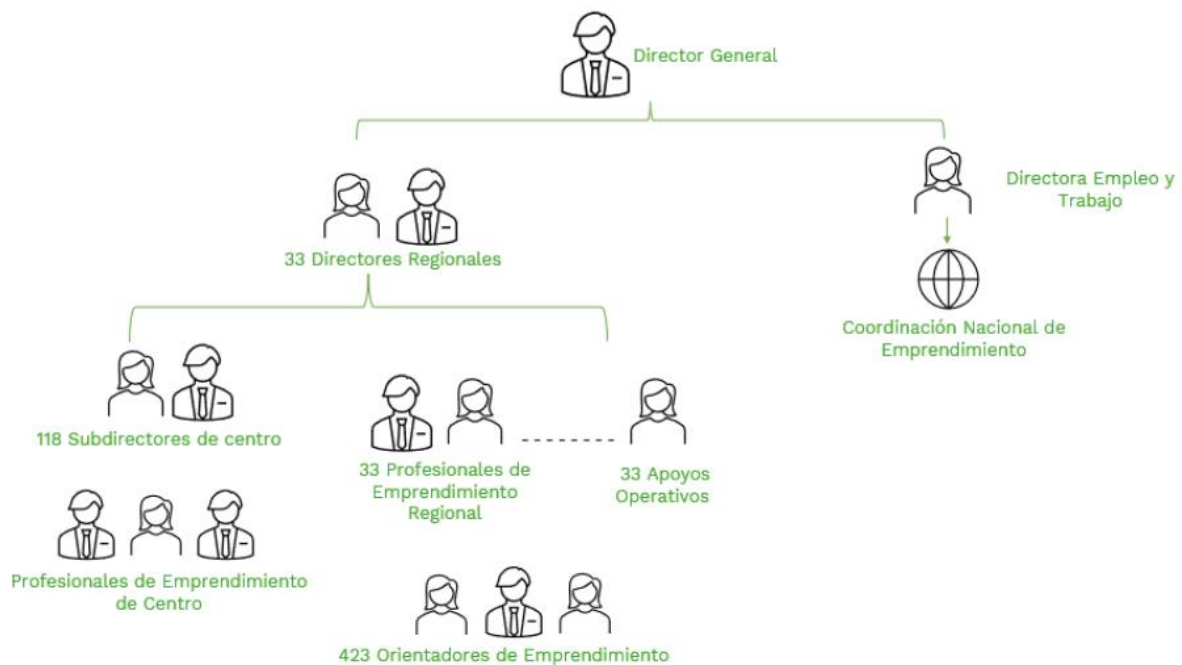 Director General
Directora Empleo y
Trabajo
33 Directores Regionales
Coordinación Nacional de
Emprendimiento
118 Subdirectores de centro
33 Profesionales de
Emprendimiento
Regional
33 Apoyos
Operativos
Profesionales de Emprendimiento
de Centro
423 Orientadores de Emprendimiento